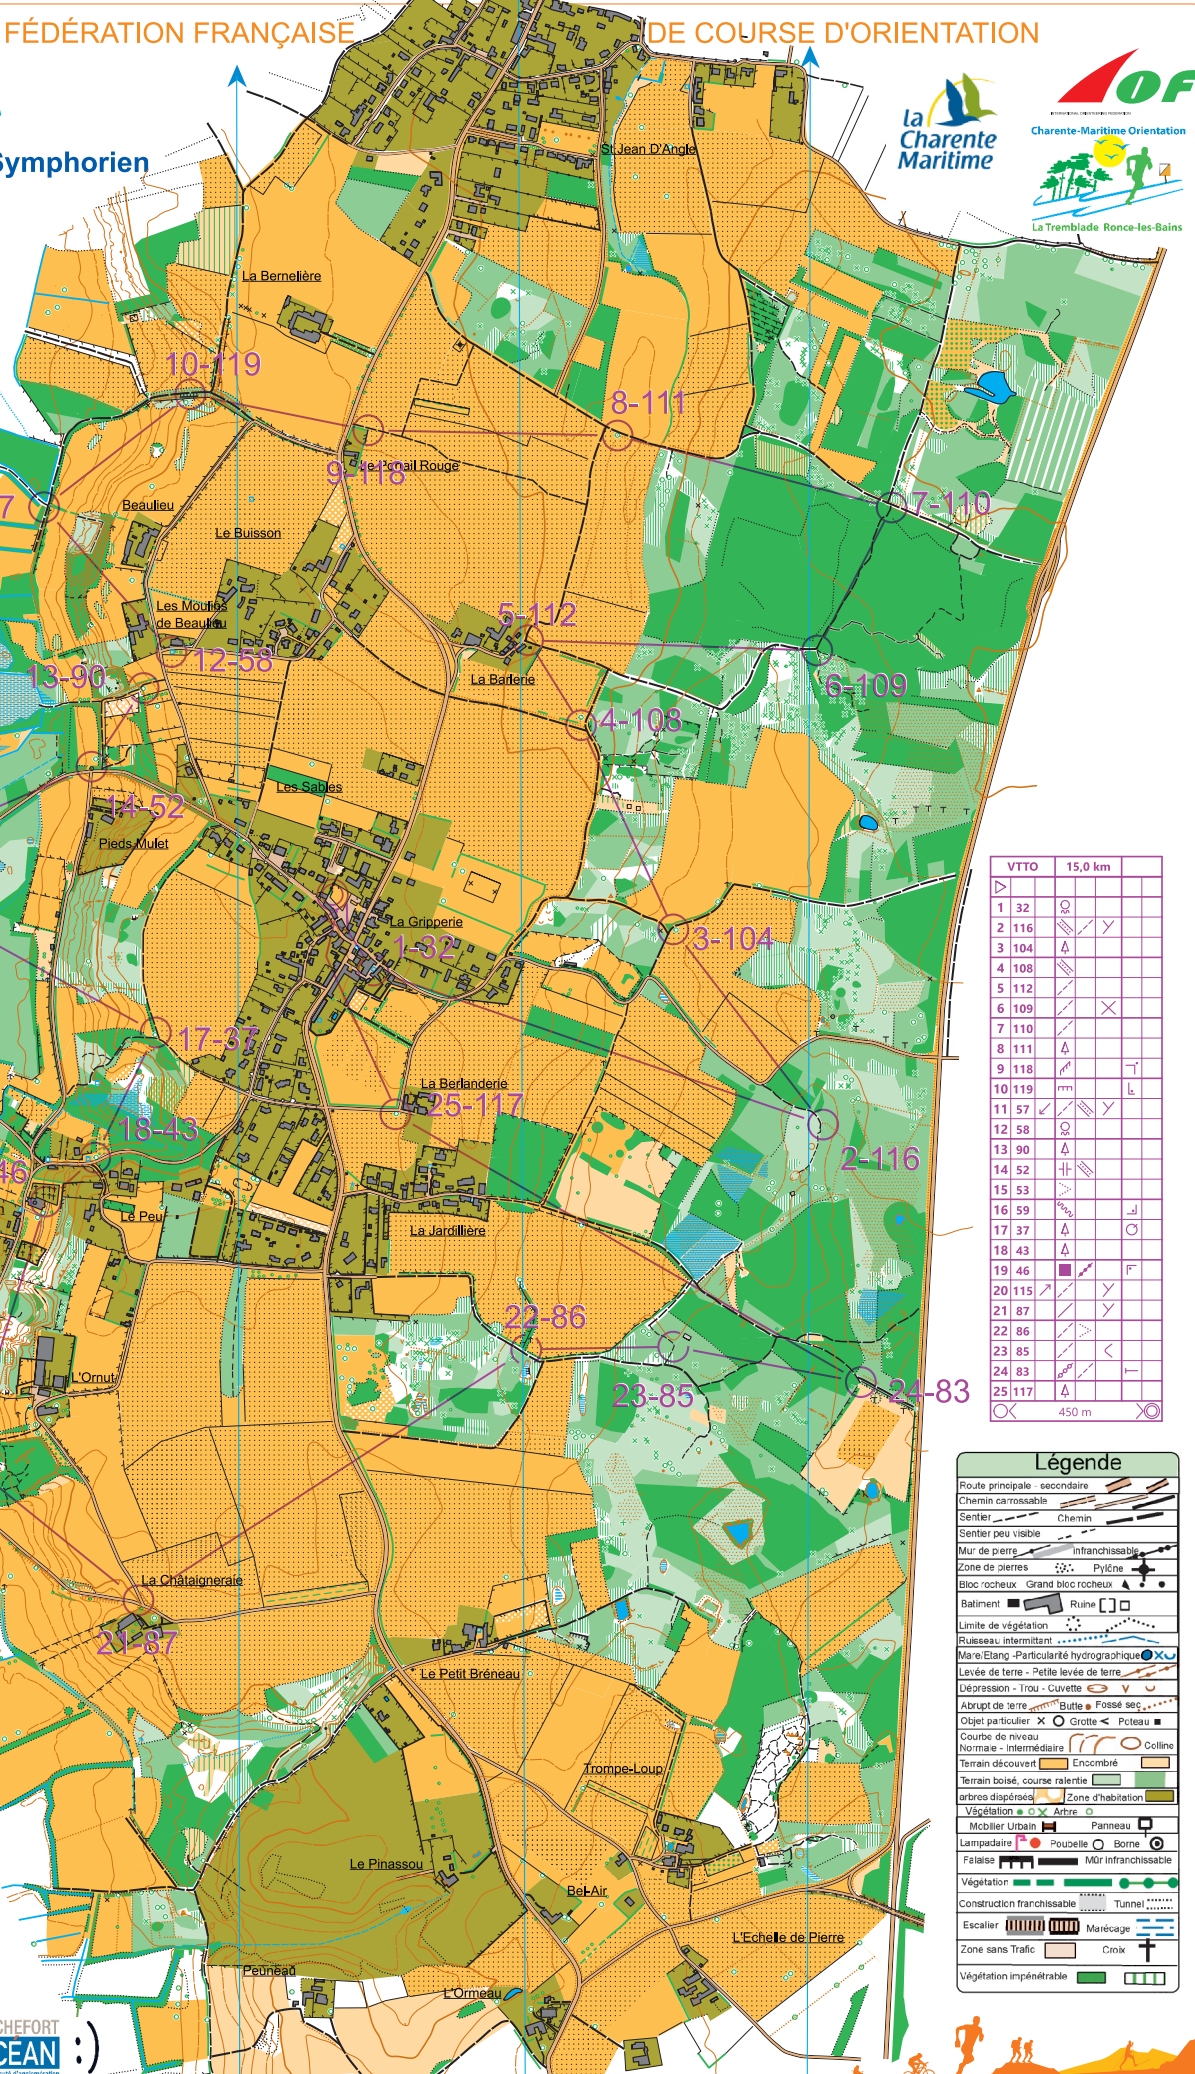 FÉDÉRATION FRANÇAISE DE COURSE D'ORIENTATION
la
Charente
Maritime
IOF
INTERNATIONAL ORIENTEERING FEDERATION
Charente-Maritime Orientation
La Tremblade Ronce-les-Bains
Symphorien
St Jean D'Angle
La Bernelière
10-119
8-111
9-118
Le Portail Rouge
7
7-110
Beaulieu
Le Buisson
Les Moulins
de Beaulieu
5-112
12-58
13-90
La Barlerie
6-109
4-108
Les Sables
14-52
Pieds Mulet
La Gripperie
1-32
3-104
17-37
La Berlanderie
25-117
18-43
2-116
46
Le Peu
La Jardillière
22-86
L'Ornut
23-85
24-83
La Châtaigneraie
21-87
Le Petit Bréneau
Trompe-Loup
Le Pinassou
Bel-Air
L'Echelle de Pierre
Peuneau
L'Ormeau
VTTO 15,0 km
1 32
2 116
3 104
4 108
5 112
6 109
7 110
8 111
9 118
10 119
11 57
12 58
13 90
14 52
15 53
16 59
17 37
18 43
19 46
20 115
21 87
22 86
23 85
24 83
25 117
450 m
Légende
Route principale - secondaire
Chemin carrossable
Sentier Chemin
Sentier peu visible
Mur de pierre infranchissable
Zone de pierres Pylône
Bloc rocheux Grand bloc rocheux
Batiment Ruine
Limite de végétation
Ruisseau intermittant
Mare/Etang -Particularité hydrographique
Levée de terre - Petite levée de terre
Dépression - Trou - Cuvette
Abrupt de terre Butte Fossé sec
Objet particulier Grotte Poteau
Courbe de niveau
Normale - Intermédiaire Colline
Terrain découvert Encombré
Terrain boisé, course ralentie
arbres dispérsés Zone d'habitation
Végétation Arbre
Mobilier Urbain Panneau
Lampadaire Poubelle Borne
Falaise Mûr infranchissable
Végétation
Construction franchissable Tunnel
Escalier Marécage
Zone sans Trafic Croix
Végétation impénétrable
CHEFORT
CÉAN
:)